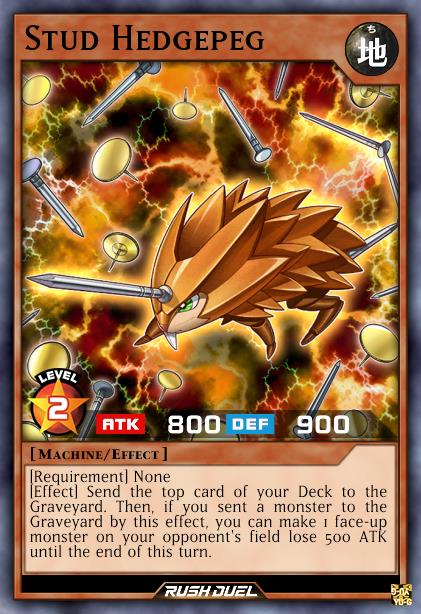 Stud Hedgepeg
ち
地
LEVEL
2
ATK 800 DEF 900
[Machine/Effect]
[Requirement] None
[Effect] Send the top card of your Deck to the
Graveyard. Then, if you sent a monster to the
Graveyard by this effect, you can make 1 face-up
monster on your opponent's field lose 500 ATK
until the end of this turn.
RUSH DUEL